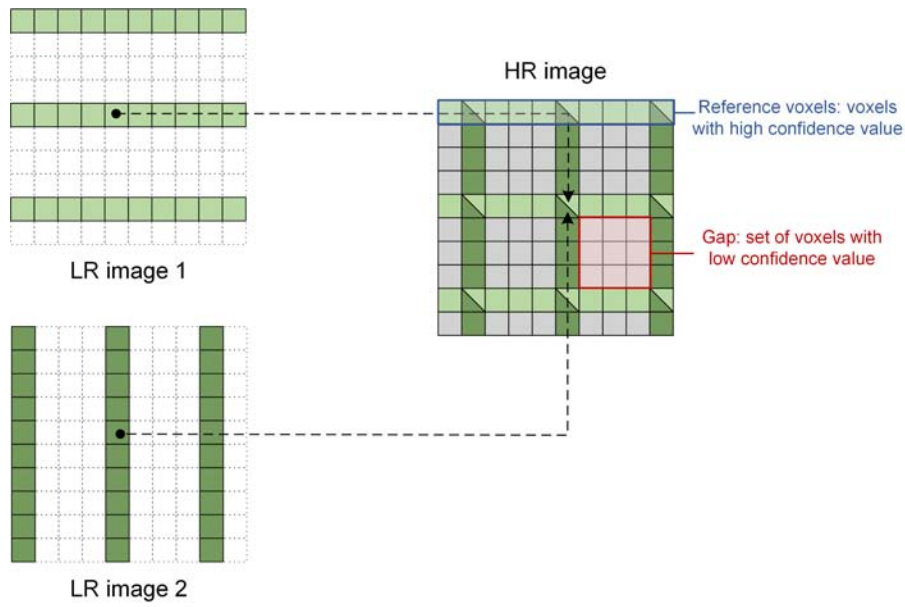 LR image 1
HR image
Reference voxels: voxels
with high confidence value
Gap: set of voxels with
low confidence value
LR image 2